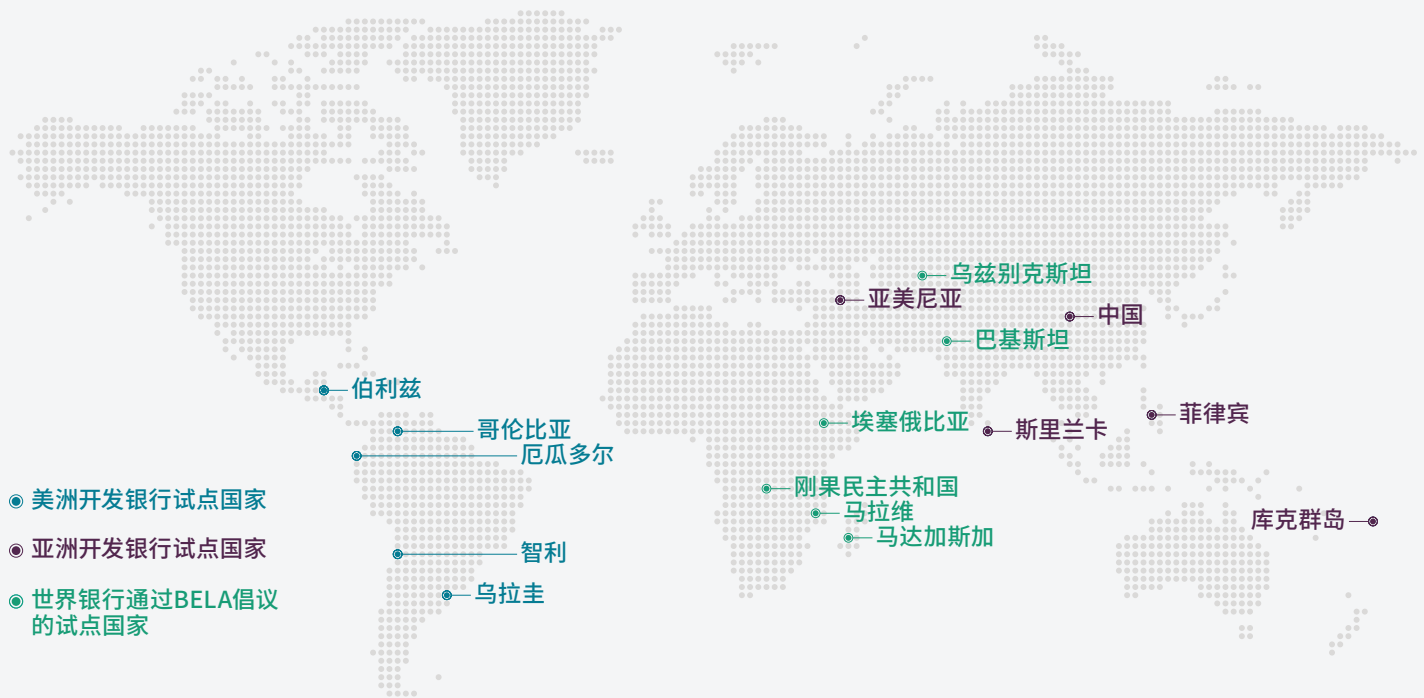 乌兹别克斯坦
亚美尼亚
中国
巴基斯坦
伯利兹
菲律宾
埃塞俄比亚
哥伦比亚
斯里兰卡
厄瓜多尔
刚果民主共和国
美洲开发银行试点国家
马拉维
库克群岛
马达加斯加
亚洲开发银行试点国家
智利
乌拉圭
世界银行通过BELA倡议
的试点国家